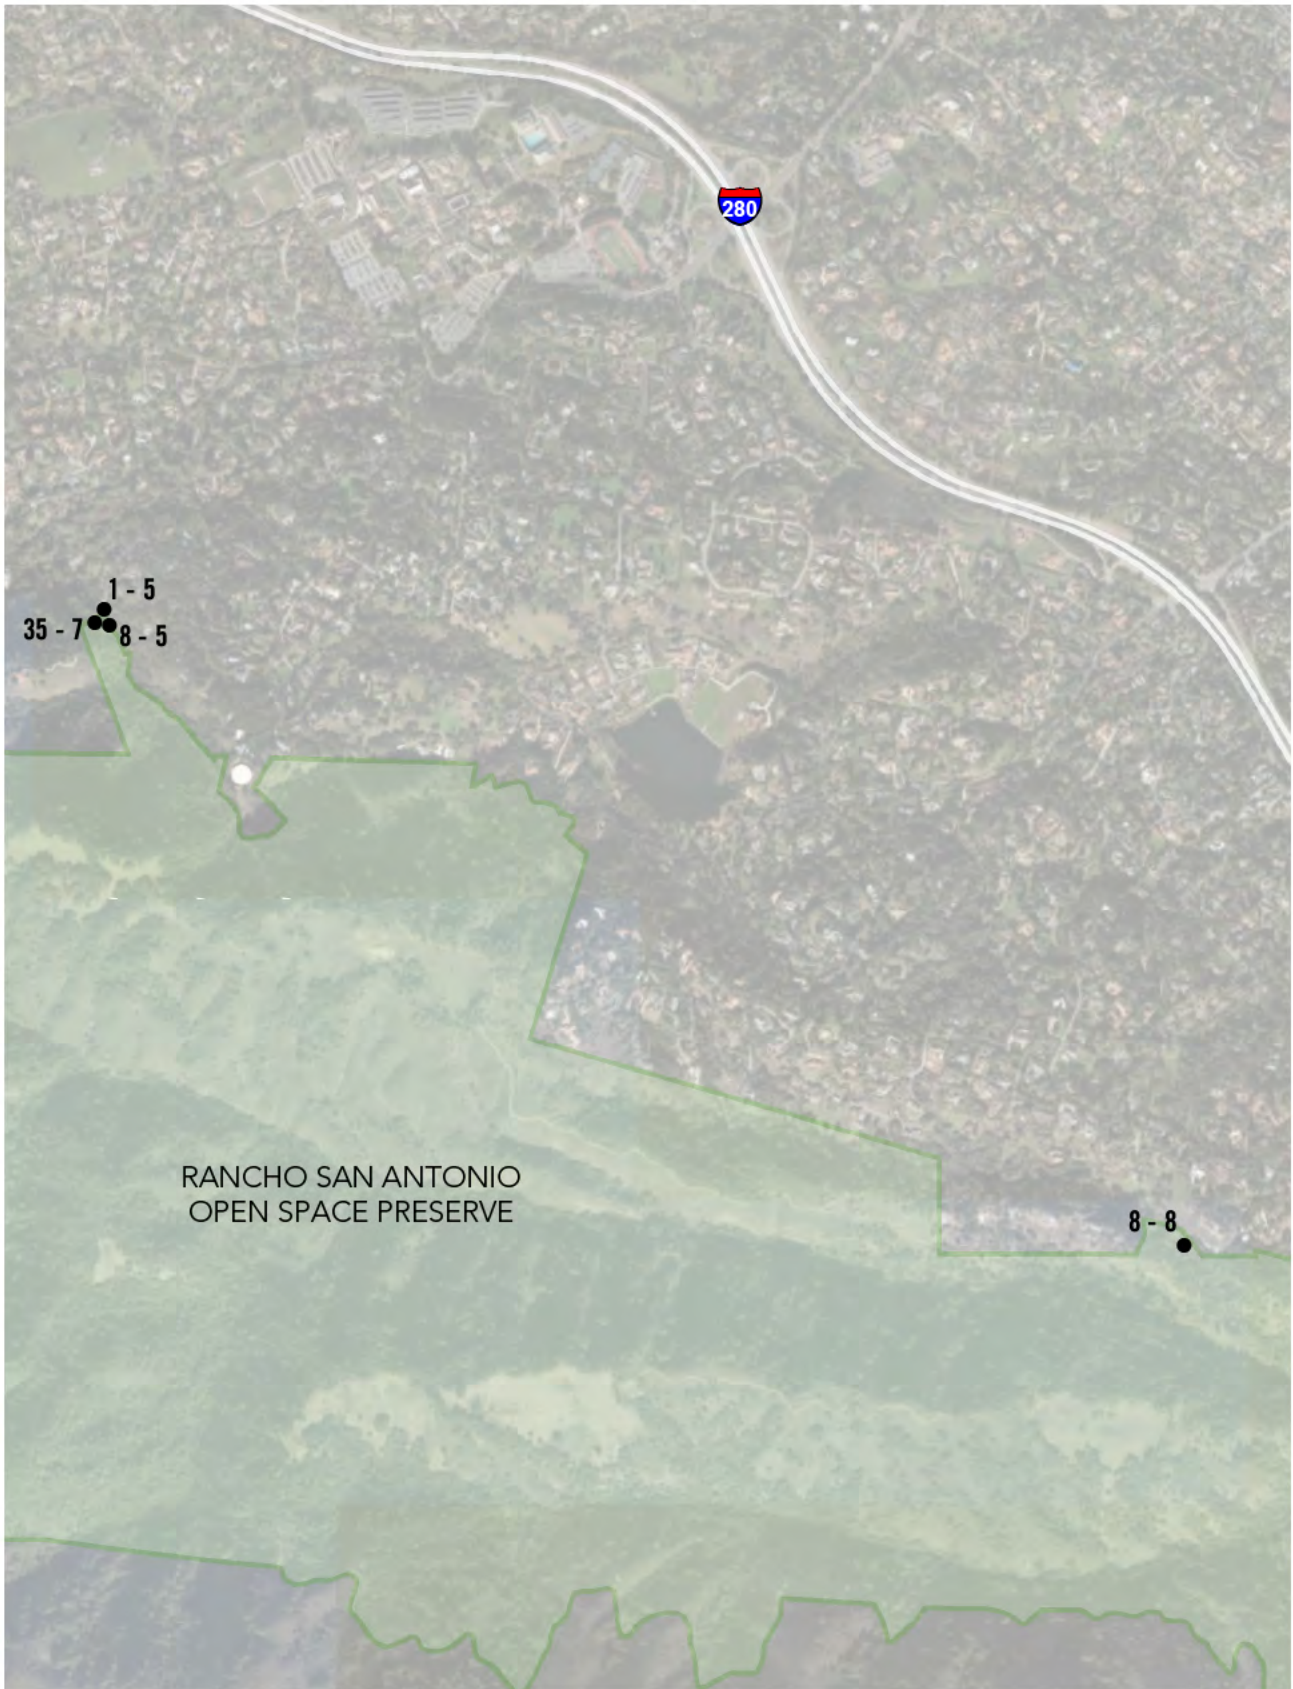 280
1 - 5
35 - 7
8 - 5
RANCHO SAN ANTONIO
OPEN SPACE PRESERVE
8 - 8